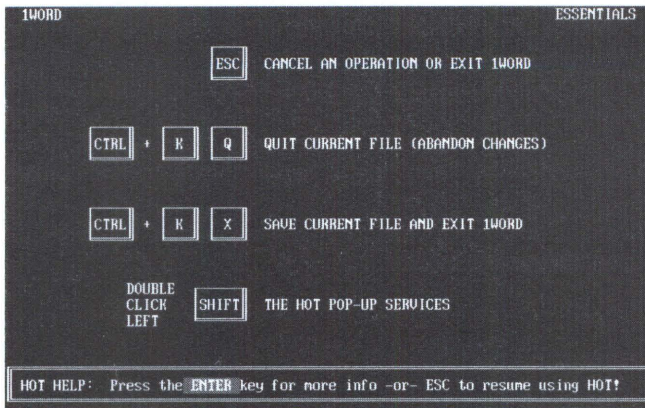 1WORD ESSENTIALS
ESC CANCEL AN OPERATION OR EXIT 1WORD
CTRL + K Q QUIT CURRENT FILE (ABANDON CHANGES)
CTRL + K X SAVE CURRENT FILE AND EXIT 1WORD
DOUBLE
CLICK SHIFT THE HOT POP-UP SERVICES
LEFT
HOT HELP: Press the ENTER key for more info -or- ESC to resume using HOT!